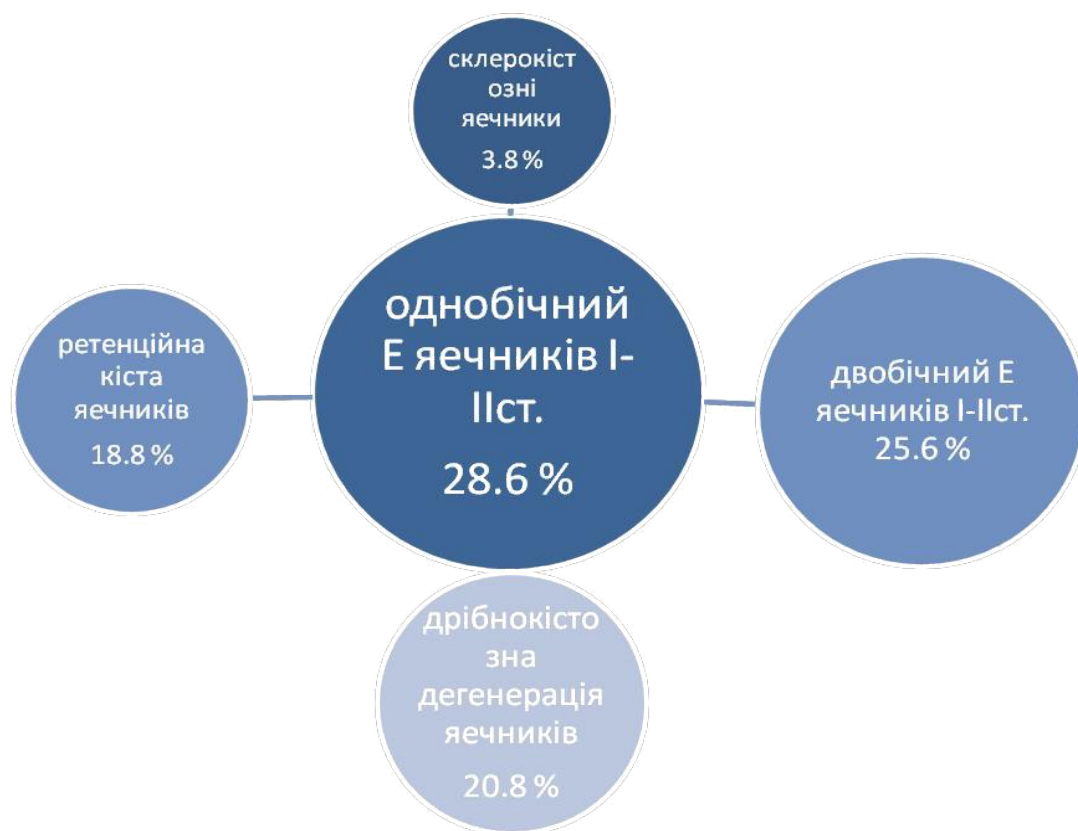 склерокіст
озні
яечники
3.8 %
однобічний
Е яечників І-
ІІст.
28.6 %
ретенційна
кіста
яечників
18.8 %
двобічний Е
яечників І-ІІст.
25.6 %
дрібнокісто
зна
дегенерація
яечників
20.8 %